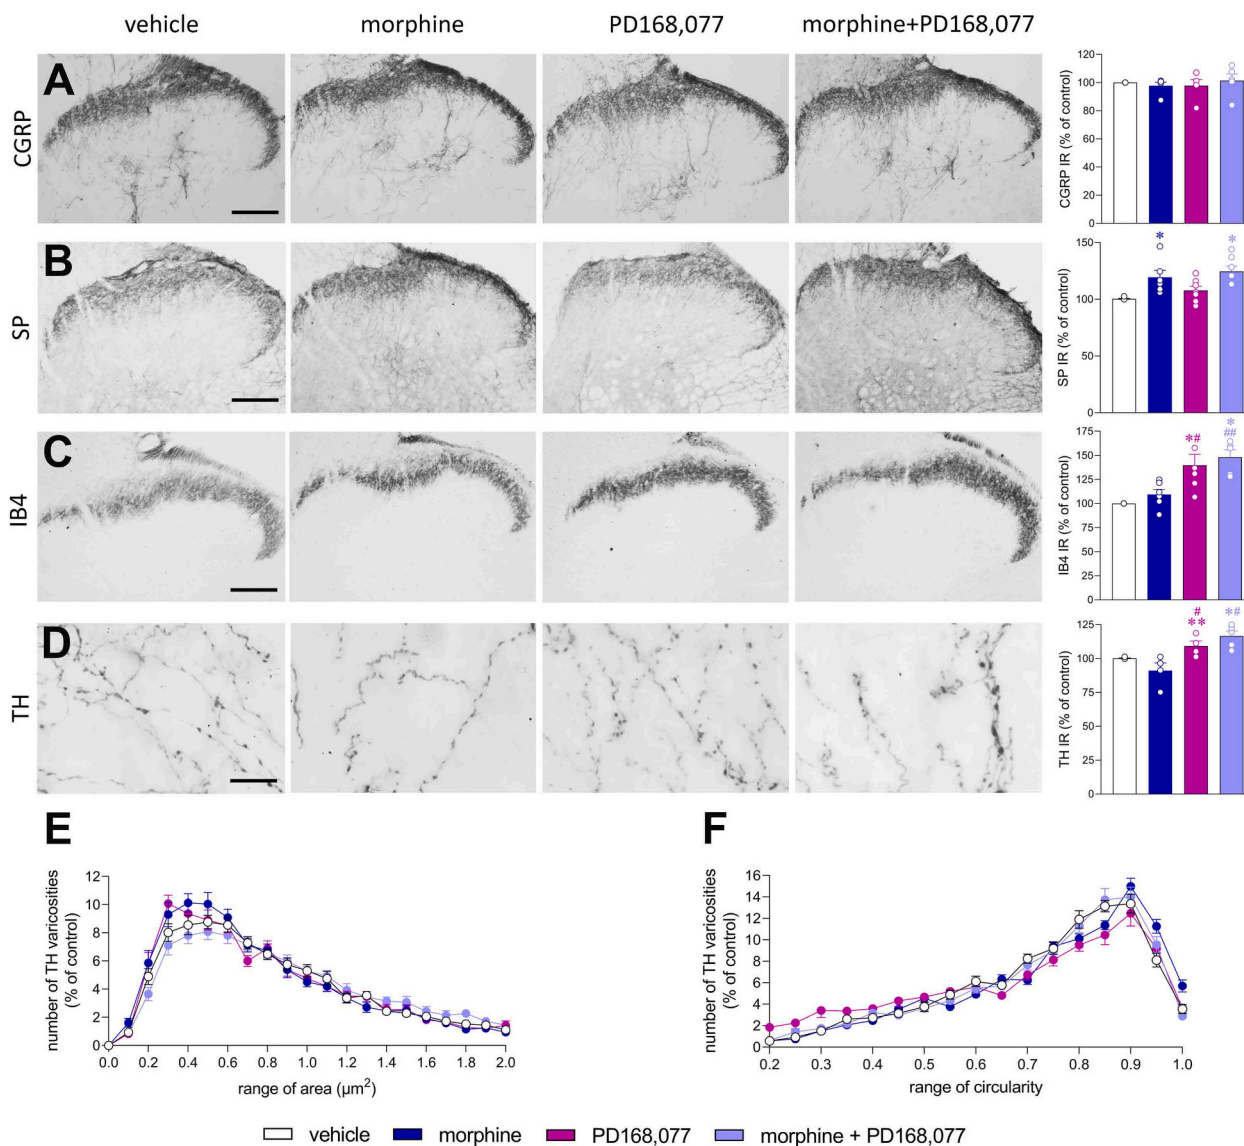 vehicle morphine PD168,077 morphine+PD168,077
A
CGRP
CGRP IR (% of control)
120
100
80
60
40
20
0
B
SP
SP IR (% of control)
* *
150
100
50
0
C
IB4
IB4 IR (% of control)
*# * ##
175
150
125
100
75
50
25
0
D
TH
TH IR (% of control)
# ** *#
125
100
75
50
25
0
E
number of TH varicosities
(% of control)
12
10
8
6
4
2
0
0.0 0.2 0.4 0.6 0.8 1.0 1.2 1.4 1.6 1.8 2.0
range of area (µm²)
F
number of TH varicosities
(% of control)
16
14
12
10
8
6
4
2
0
0.2 0.3 0.4 0.5 0.6 0.7 0.8 0.9 1.0
range of circularity
vehicle morphine PD168,077 morphine + PD168,077